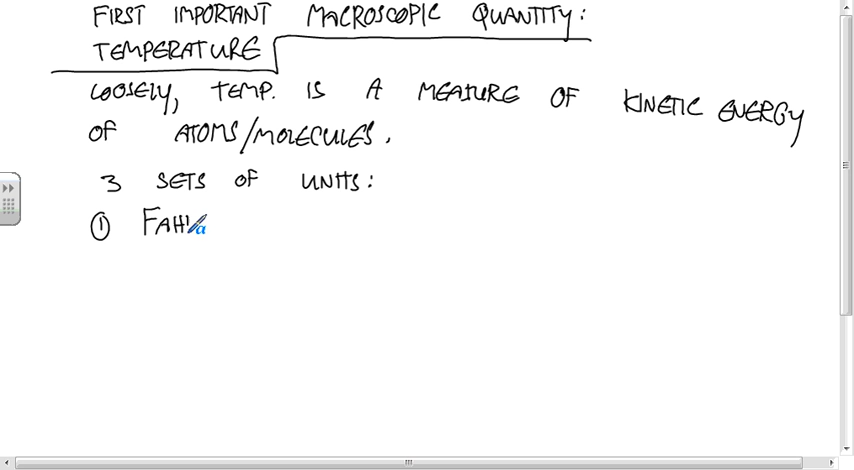 FIRST IMPORTANT MACROSCOPIC QUANTITY:
TEMPERATURE
LOOSELY, TEMP. IS A MEASURE OF KINETIC ENERGY
OF ATOMS/MOLECULES.
3 SETS OF UNITS:
① FAH